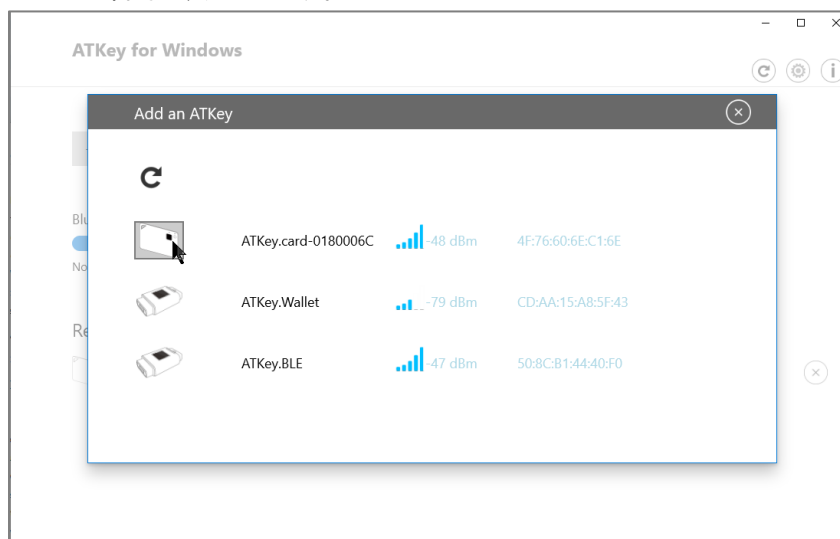 ATKey for Windows
Add an ATKey
ATKey.card-0180006C -48 dBm 4F:76:60:6E:C1:6E
ATKey.Wallet -79 dBm CD:AA:15:A8:5F:43
ATKey.BLE -47 dBm 50:8C:B1:44:40:F0